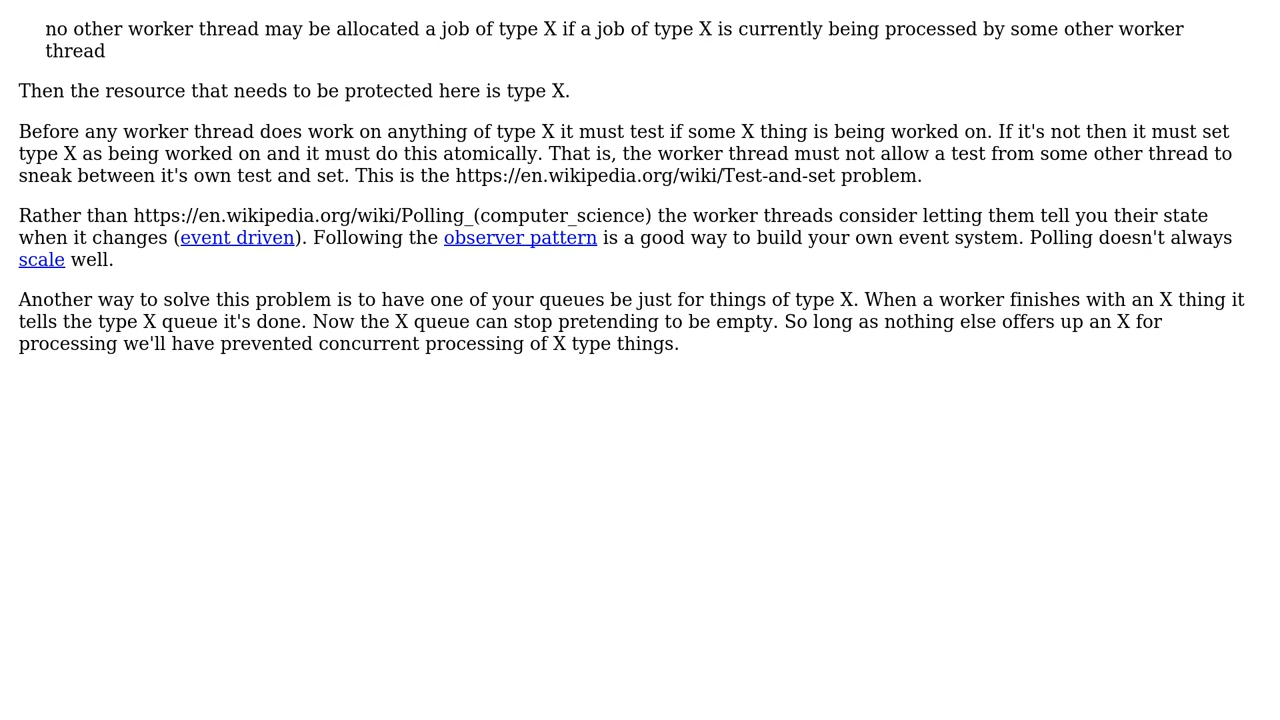 no other worker thread may be allocated a job of type X if a job of type X is currently being processed by some other worker
thread
Then the resource that needs to be protected here is type X.
Before any worker thread does work on anything of type X it must test if some X thing is being worked on. If it's not then it must set
type X as being worked on and it must do this atomically. That is, the worker thread must not allow a test from some other thread to
sneak between it's own test and set. This is the https://en.wikipedia.org/wiki/Test-and-set problem.
Rather than https://en.wikipedia.org/wiki/Polling_(computer_science) the worker threads consider letting them tell you their state
when it changes (event driven). Following the observer pattern is a good way to build your own event system. Polling doesn't always
scale well.
Another way to solve this problem is to have one of your queues be just for things of type X. When a worker finishes with an X thing it
tells the type X queue it's done. Now the X queue can stop pretending to be empty. So long as nothing else offers up an X for
processing we'll have prevented concurrent processing of X type things.